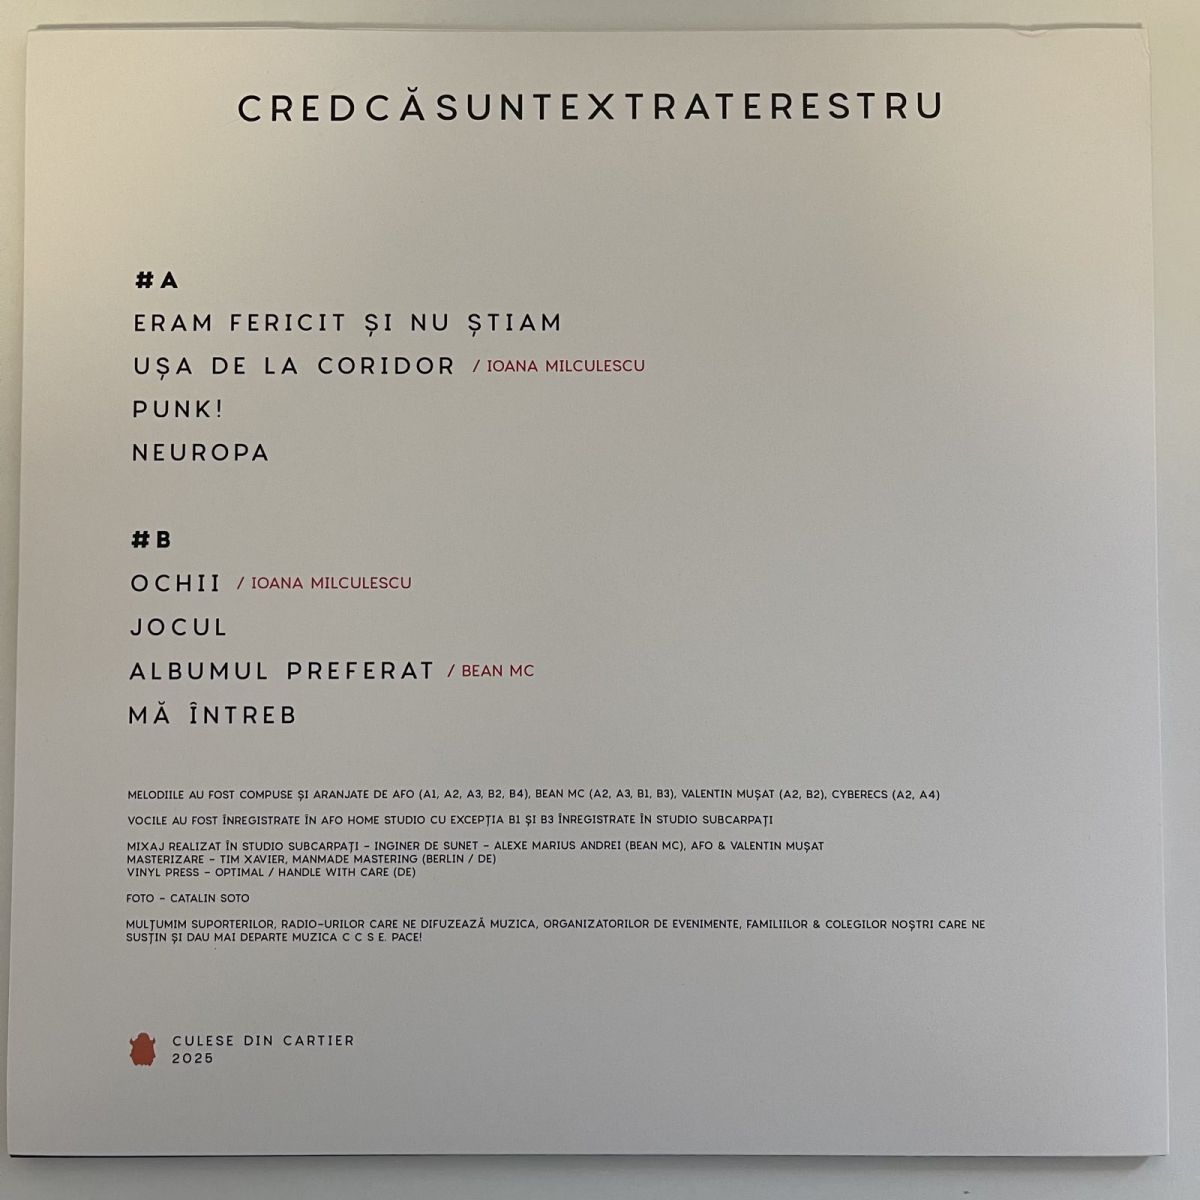 CREDCĂSUNTEXTRATERESTRU
#A
ERAM FERICIT ȘI NU ȘTIAM
UȘA DE LA CORIDOR / IOANA MILCULESCU
PUNK!
NEUROPA
#B
OCHII / IOANA MILCULESCU
JOCUL
ALBUMUL PREFERAT / BEAN MC
MĂ ÎNTREB
MELODIILE AU FOST COMPUSE ȘI ARANJATE DE AFO (A1, A2, A3, B2, B4), BEAN MC (A2, A3, B1, B3), VALENTIN MUȘAT (A2, B2), CYBERECS (A2, A4)
VOCILE AU FOST ÎNREGISTRATE ÎN AFO HOME STUDIO CU EXCEPȚIA B1 ȘI B3 ÎNREGISTRATE ÎN STUDIO SUBCARPAȚI
MIXAJ REALIZAT ÎN STUDIO SUBCARPAȚI - INGINER DE SUNET - ALEXE MARIUS ANDREI (BEAN MC), AFO & VALENTIN MUȘAT
MASTERIZARE - TIM XAVIER, MANMADE MASTERING (BERLIN / DE)
VINYL PRESS - OPTIMAL / HANDLE WITH CARE (DE)
FOTO - CATALIN SOTO
MULȚUMIM SUPORTERILOR, RADIO-URILOR CARE NE DIFUZEAZĂ MUZICA, ORGANIZATORILOR DE EVENIMENTE, FAMILIILOR & COLEGILOR NOȘTRI CARE NE
SUSȚIN ȘI DAU MAI DEPARTE MUZICA C C S E. PACE!
CULESE DIN CARTIER
2025